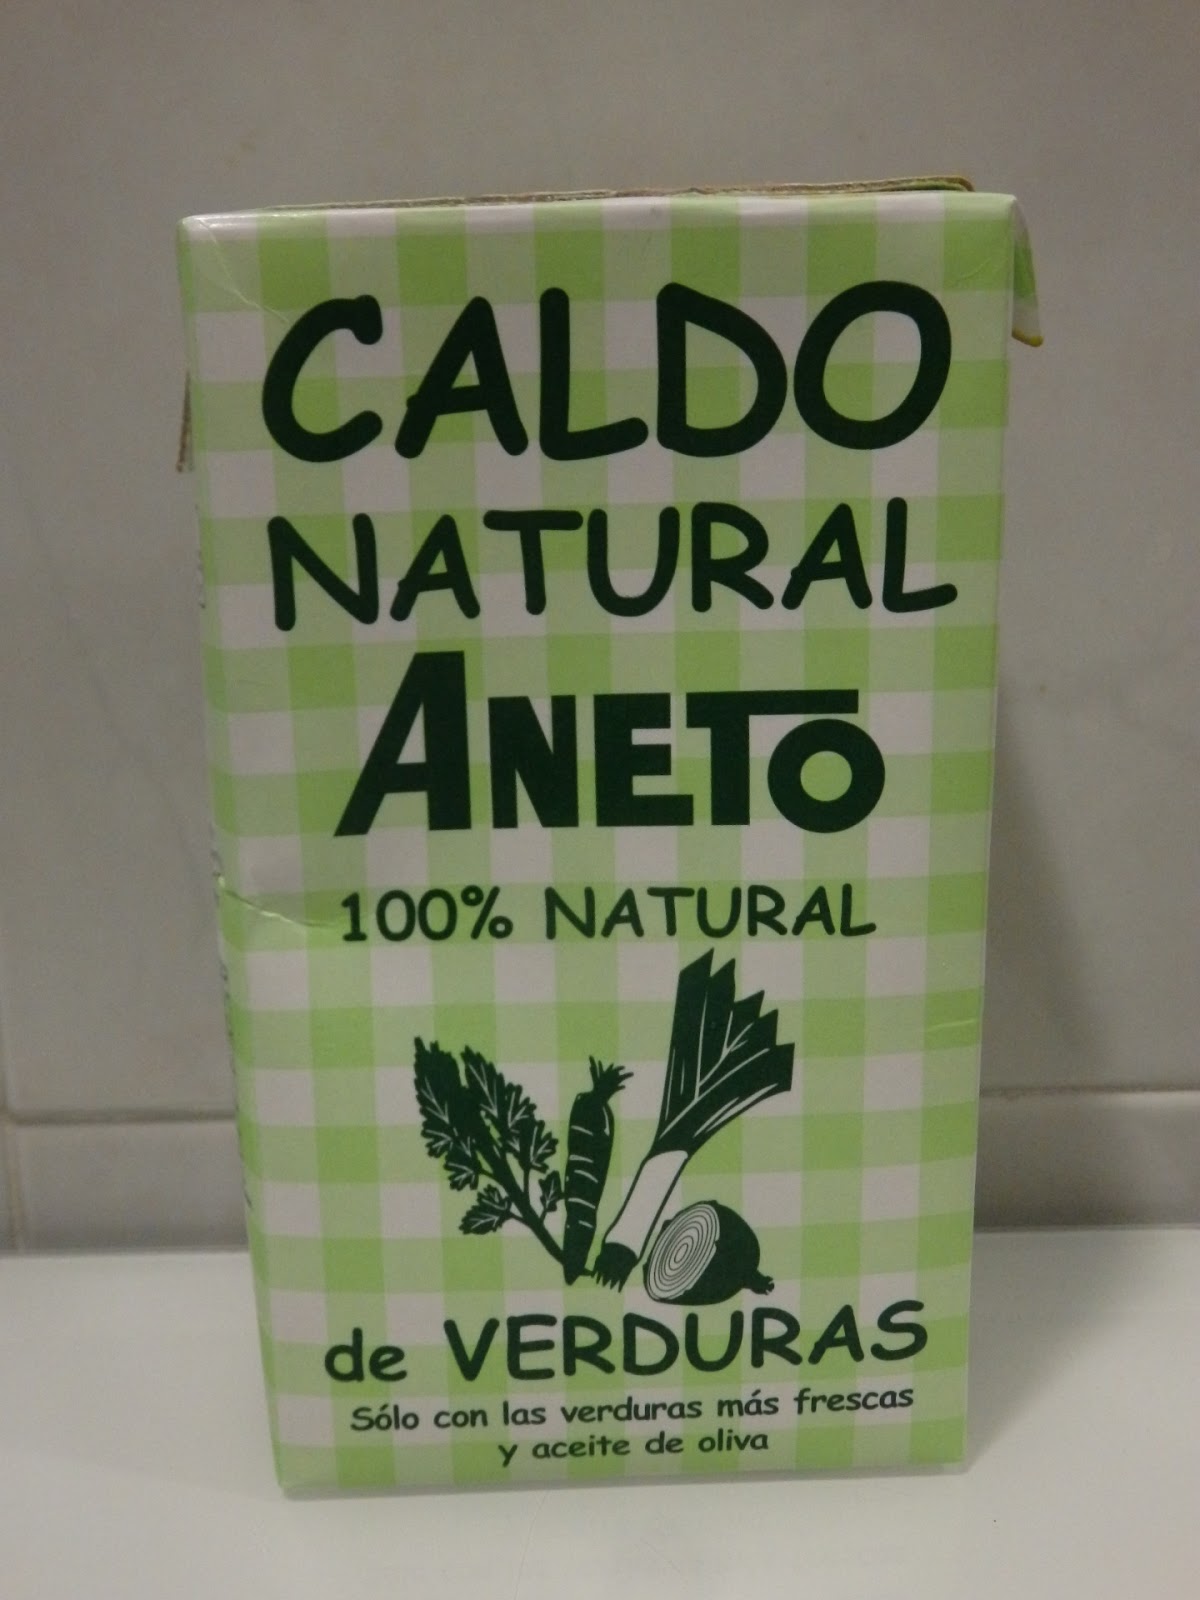 CALDO
NATURAL
ANETO
100% NATURAL
de VERDURAS
Sólo con las verduras más frescas
y aceite de oliva